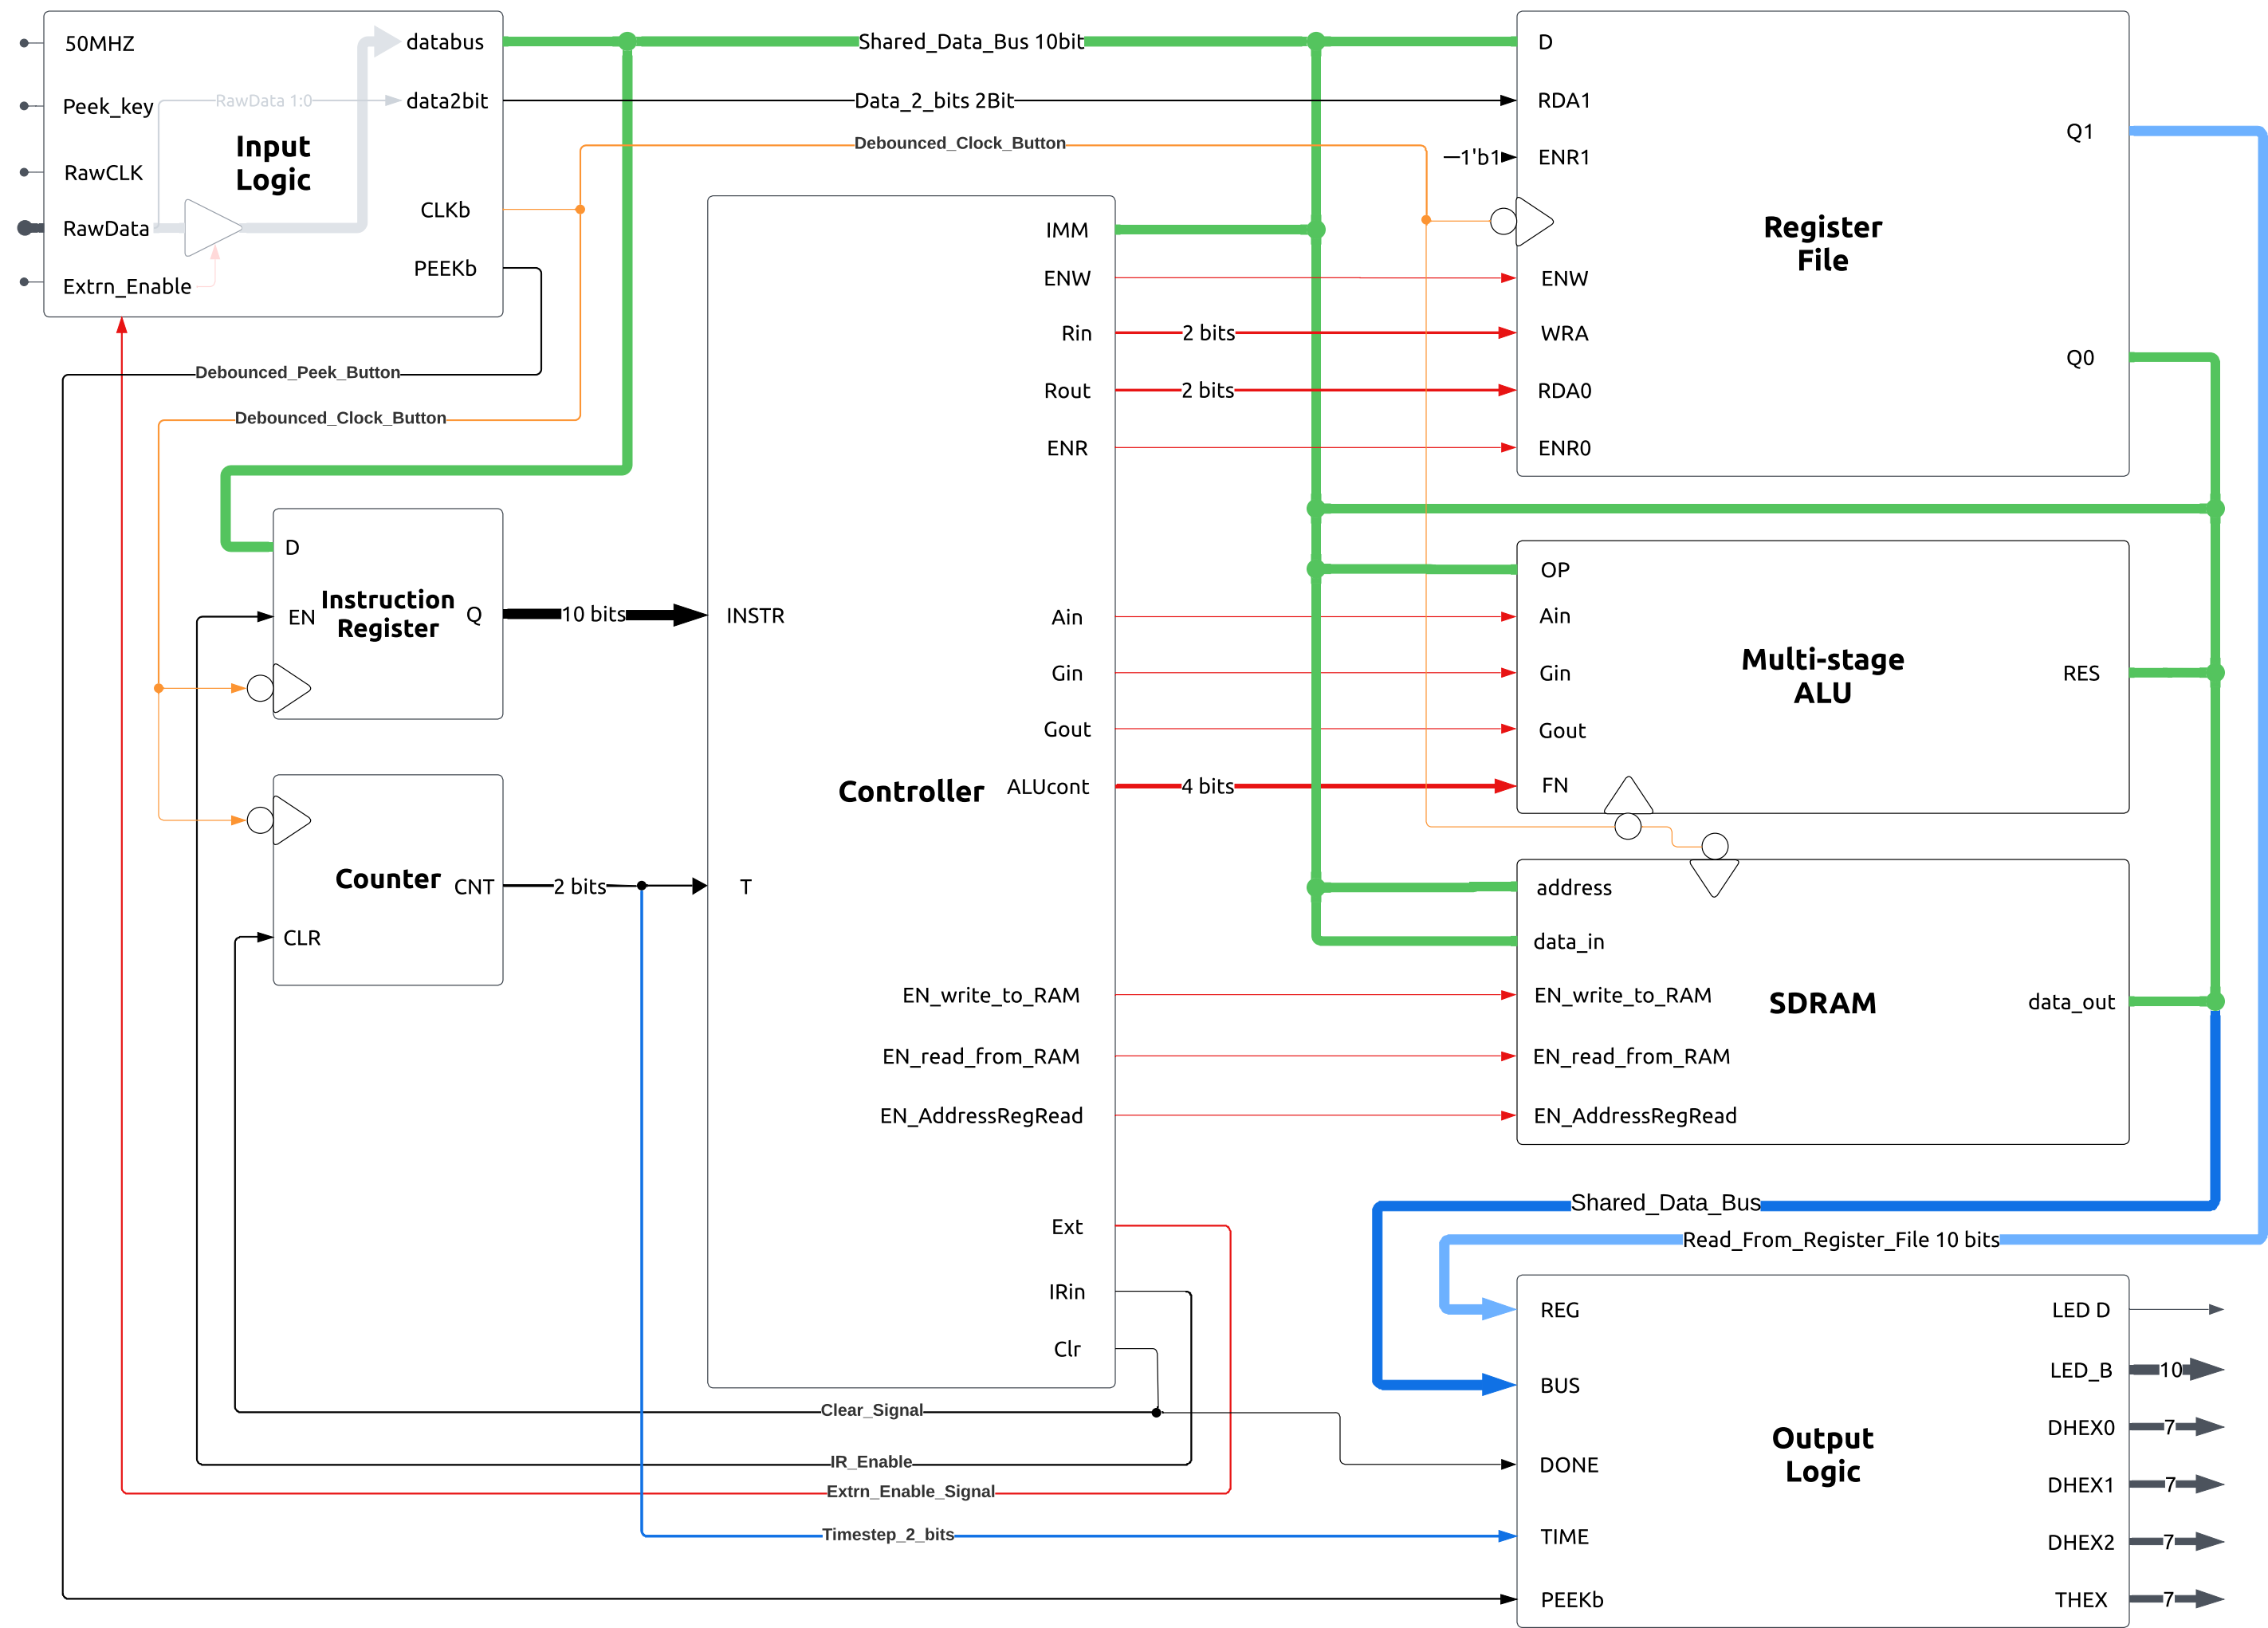 50MHZ
Peek_key
RawCLK
RawData
Extrn_Enable
RawData 1:0
Input
Logic
databus
data2bit
CLKb
PEEKb
Shared_Data_Bus 10bit
Data_2_bits 2Bit
Debounced_Clock_Button
1'b1
Debounced_Peek_Button
Debounced_Clock_Button
D
RDA1
ENR1
ENW
WRA
RDA0
ENR0
Register
File
Q1
Q0
D
EN
Instruction
Register
Q
10 bits
Counter
CNT
CLR
2 bits
INSTR
T
Controller
IMM
ENW
Rin
Rout
ENR
Ain
Gin
Gout
ALUcont
EN_write_to_RAM
EN_read_from_RAM
EN_AddressRegRead
Ext
IRin
Clr
2 bits
2 bits
4 bits
OP
Ain
Gin
Gout
FN
Multi-stage
ALU
RES
address
data_in
EN_write_to_RAM
EN_read_from_RAM
EN_AddressRegRead
SDRAM
data_out
Shared_Data_Bus
Read_From_Register_File 10 bits
Clear_Signal
IR_Enable
Extrn_Enable_Signal
Timestep_2_bits
REG
BUS
DONE
TIME
PEEKb
Output
Logic
LED D
LED_B
10
DHEX0
7
DHEX1
7
DHEX2
7
THEX
7